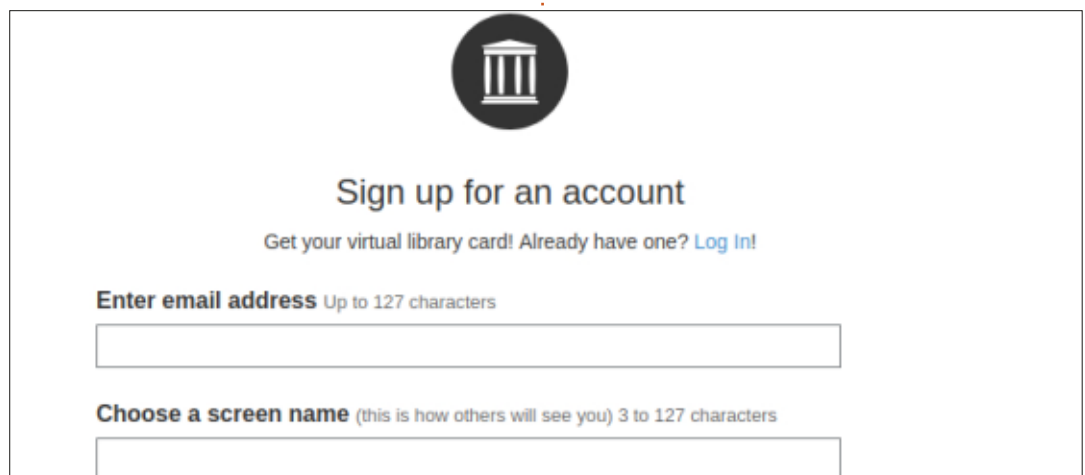 Sign up for an account
Get your virtual library card! Already have one? Log In!
Enter email address Up to 127 characters
Choose a screen name (this is how others will see you) 3 to 127 characters